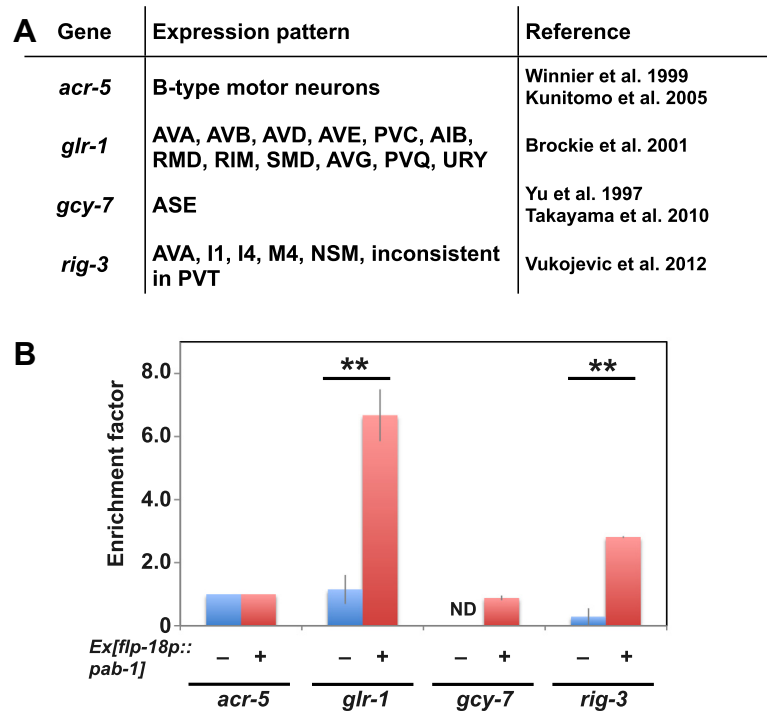 A
Gene Expression pattern Reference
acr-5 B-type motor neurons Winnier et al. 1999
Kunitomo et al. 2005
glr-1 AVA, AVB, AVD, AVE, PVC, AIB,
RMD, RIM, SMD, AVG, PVQ, URY
Brockie et al. 2001
gcy-7 ASE Yu et al. 1997
Takayama et al. 2010
rig-3 AVA, I1, I4, M4, NSM, inconsistent
in PVT
Vukojevic et al. 2012
B
Enrichment factor
8.0
6.0
4.0
2.0
0
** **
ND
Ex[flp-18p::
pab-1]
– + – + – + – +
acr-5 glr-1 gcy-7 rig-3